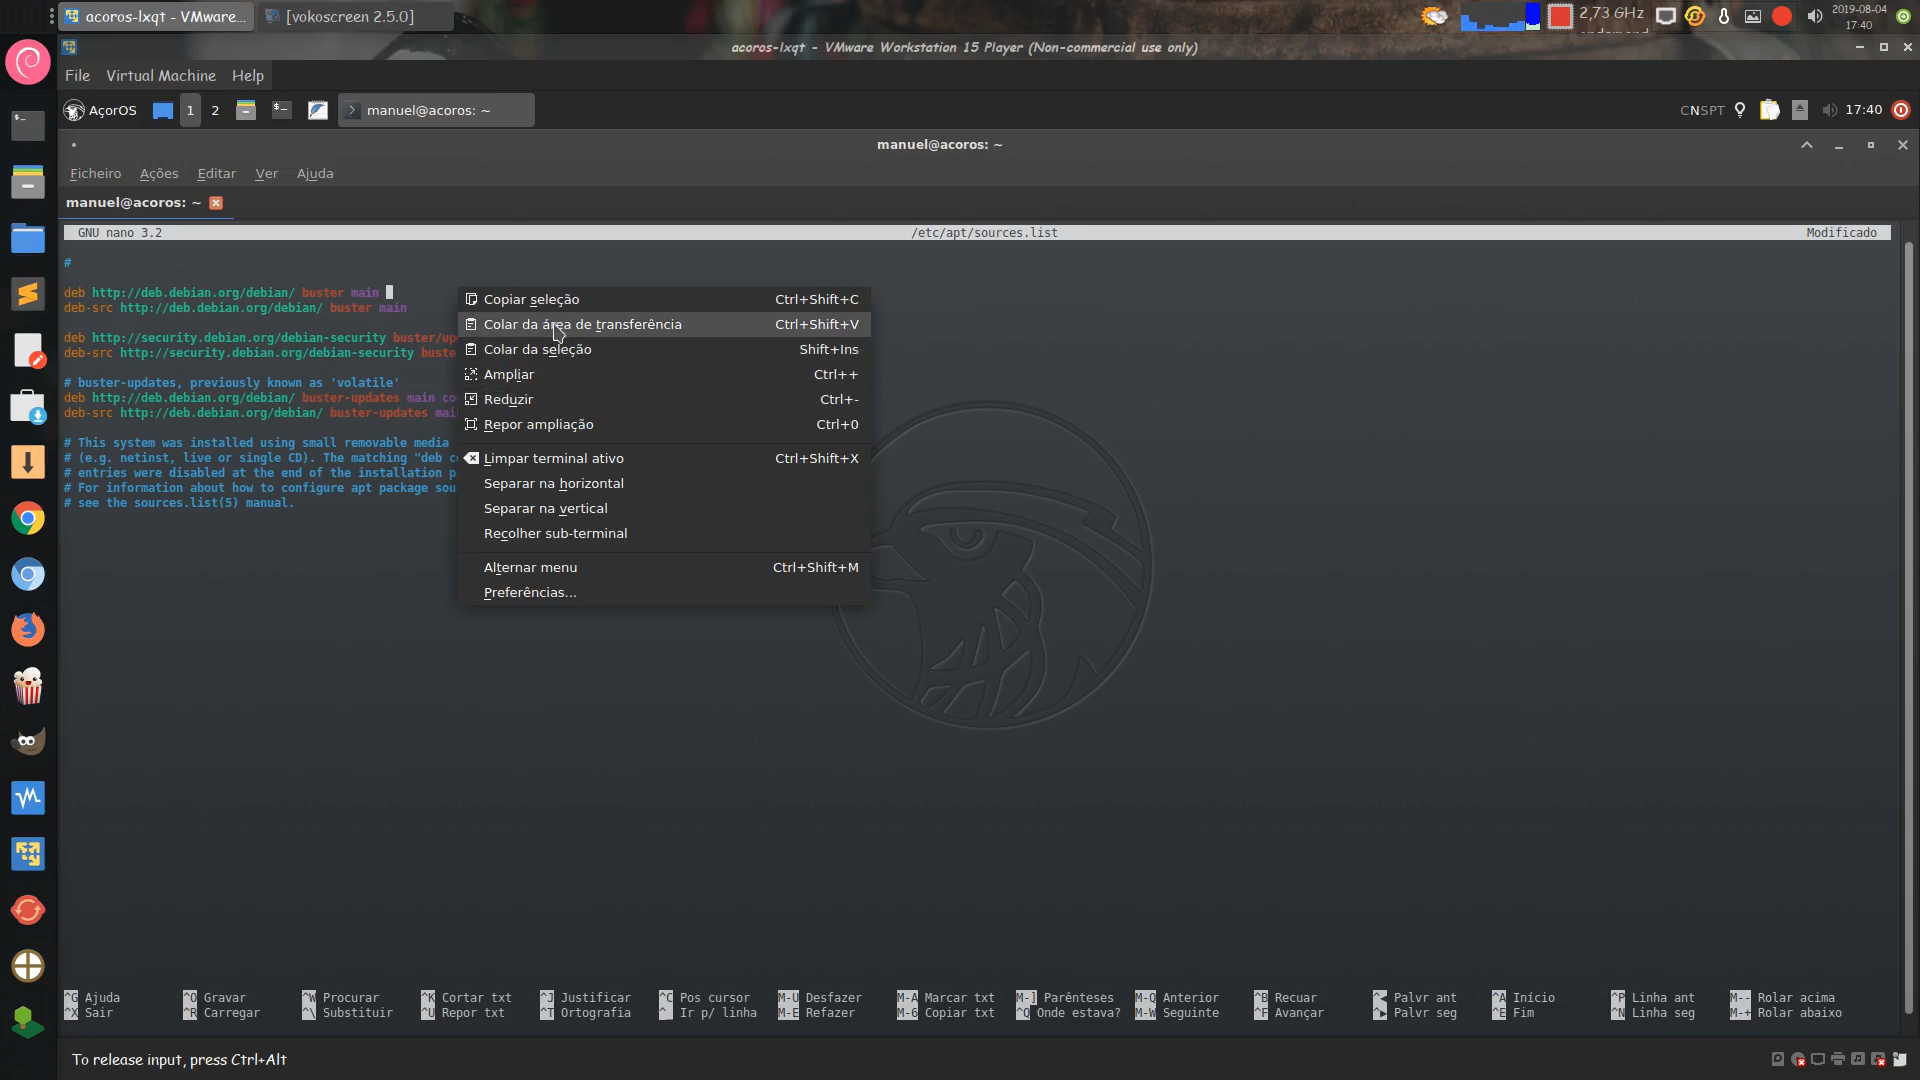 acoros-lxqt - VMware...
[vokoscreen 2.5.0]
2,73 GHz
2019-08-04
17:40
acoros-lxqt - VMware Workstation 15 Player (Non-commercial use only)
File Virtual Machine Help
AçorOS 1 2 manuel@acoros: ~ CNSPT 17:40
manuel@acoros: ~
Ficheiro Ações Editar Ver Ajuda
manuel@acoros: ~
GNU nano 3.2 /etc/apt/sources.list Modificado
#
deb http://deb.debian.org/debian/ buster main
deb-src http://deb.debian.org/debian/ buster main
deb http://security.debian.org/debian-security buster/up
deb-src http://security.debian.org/debian-security buste
# buster-updates, previously known as 'volatile'
deb http://deb.debian.org/debian/ buster-updates main co
deb-src http://deb.debian.org/debian/ buster-updates mai
# This system was installed using small removable media
# (e.g. netinst, live or single CD). The matching "deb c
# entries were disabled at the end of the installation p
# For information about how to configure apt package sou
# see the sources.list(5) manual.
Copiar seleção Ctrl+Shift+C
Colar da área de transferência Ctrl+Shift+V
Colar da seleção Shift+Ins
Ampliar Ctrl++
Reduzir Ctrl+-
Repor ampliação Ctrl+0
Limpar terminal ativo Ctrl+Shift+X
Separar na horizontal
Separar na vertical
Recolher sub-terminal
Alternar menu Ctrl+Shift+M
Preferências...
^G Ajuda ^O Gravar ^W Procurar ^K Cortar txt ^J Justificar ^C Pos cursor M-U Desfazer M-A Marcar txt M-] Parênteses M-Q Anterior ^B Recuar ^◀ Palvr ant ^A Início ^P Linha ant M-- Rolar acima
^X Sair ^R Carregar ^\ Substituir ^U Repor txt ^T Ortografia ^_ Ir p/ linha M-E Refazer M-6 Copiar txt ^Q Onde estava? M-W Seguinte ^F Avançar ^▶ Palvr seg ^E Fim ^N Linha seg M-+ Rolar abaixo
To release input, press Ctrl+Alt